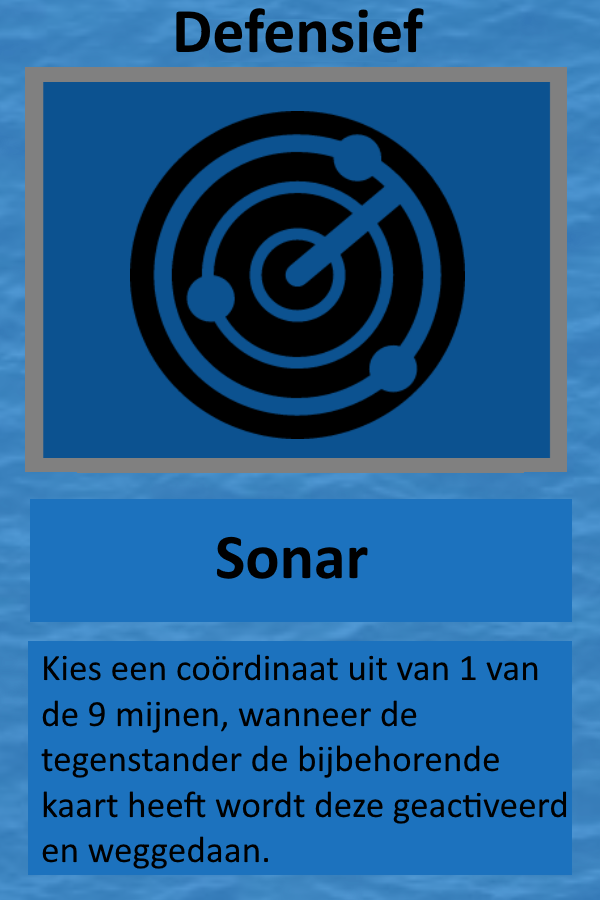 Defensief
Sonar
Kies een coördinaat uit van 1 van
de 9 mijnen, wanneer de
tegenstander de bijbehorende
kaart heeft wordt deze geactiveerd
en weggedaan.